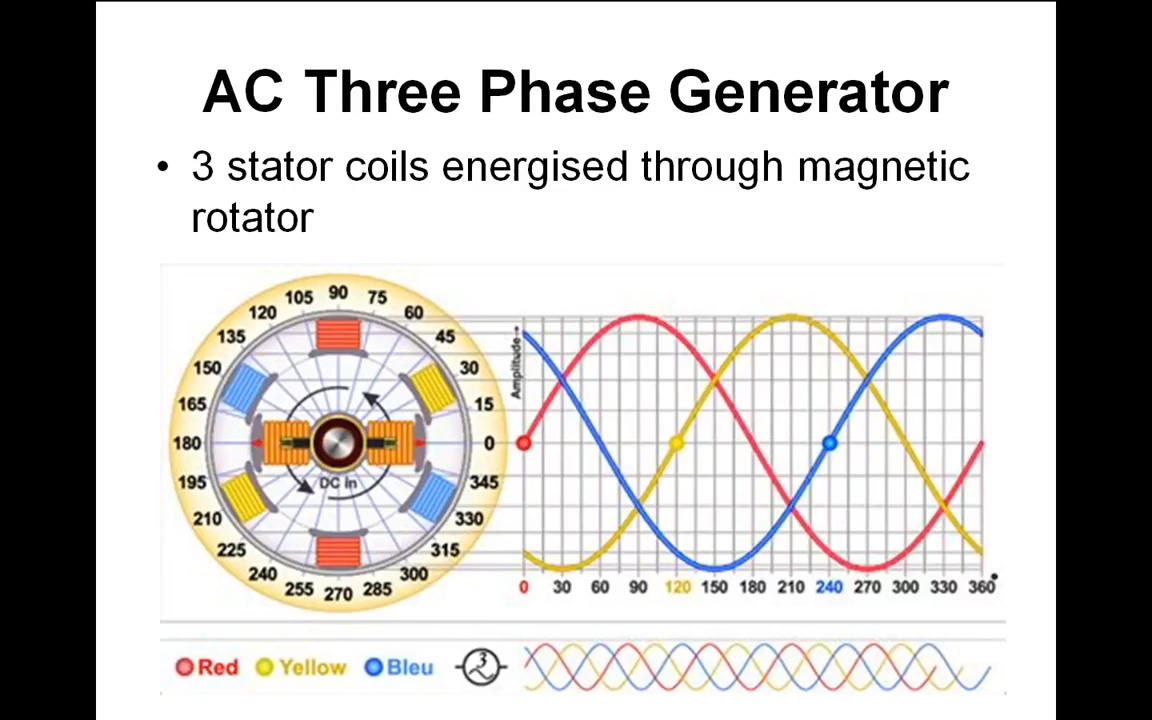 AC Three Phase Generator
• 3 stator coils energised through magnetic
rotator
90
105 75
120 60
135 45
150 30
165 15
180 0
195 345
210 330
225 315
240 300
255 285
270
DC in
Amplitude
0 30 60 90 120 150 180 210 240 270 300 330 360°
Red Yellow Bleu 3